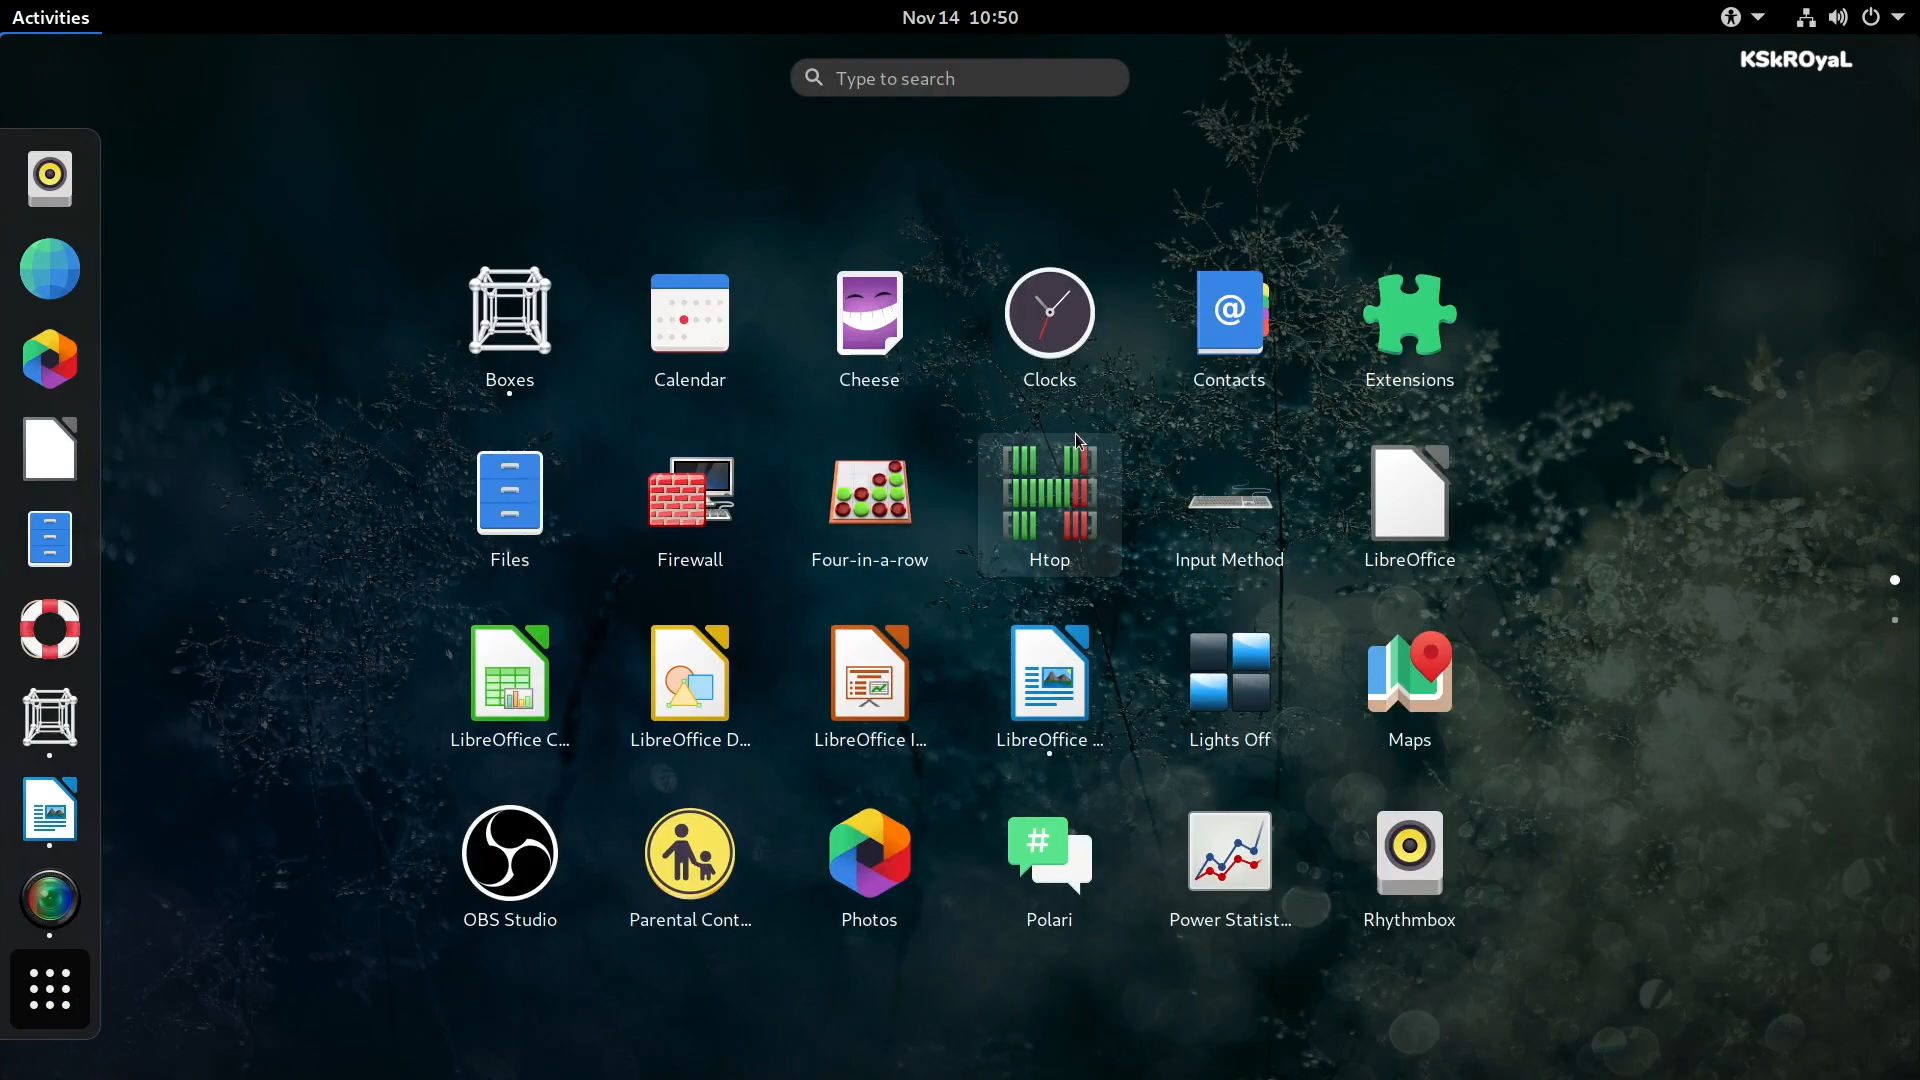 Activities
Nov 14 10:50
KSkROyaL
Type to search
Boxes
Calendar
Cheese
Clocks
Contacts
Extensions
Files
Firewall
Four-in-a-row
Htop
Input Method
LibreOffice
LibreOffice C...
LibreOffice D...
LibreOffice I...
LibreOffice ...
Lights Off
Maps
OBS Studio
Parental Cont...
Photos
Polari
Power Statist...
Rhythmbox